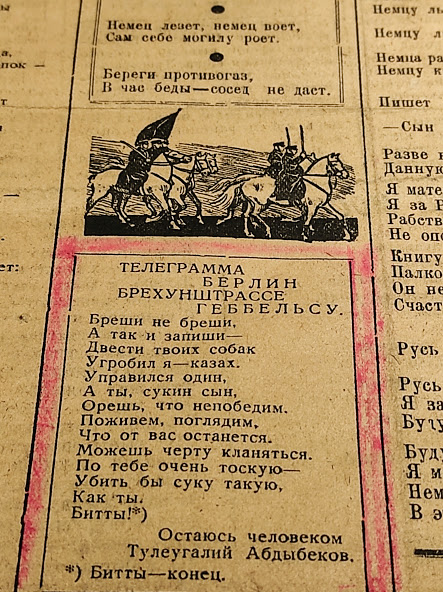 Немец лезет, немец воет,
Сам себе могилу роет.
Береги противогаз,
В час беды—сосед не даст.
ТЕЛЕГРАММА
БЕРЛИН
БРЕХУНШТРАССЕ
ГЕББЕЛЬСУ.
Бреши не бреши,
А так и запиши—
Двести твоих собак
Угробил я—казах.
Управился один,
А ты, сукин сын,
Орешь, что непобедим.
Поживем, поглядим,
Что от вас останется.
Можешь черту кланяться.
По тебе очень тоскую—
Убить бы суку такую,
Как ты.
Битты!*)
Остаюсь человеком
Тулеугалий Абдыбеков.
*) Битты—конец.
Немцу
Немцу
Немца
Немцу
Пишет
—Сын
Разве
Данную
Я
Я за
Рабств
Не
Книгу
Палко
Он не
Счаст
Русь
Русь
Я за
Буду
Я
Нем
В